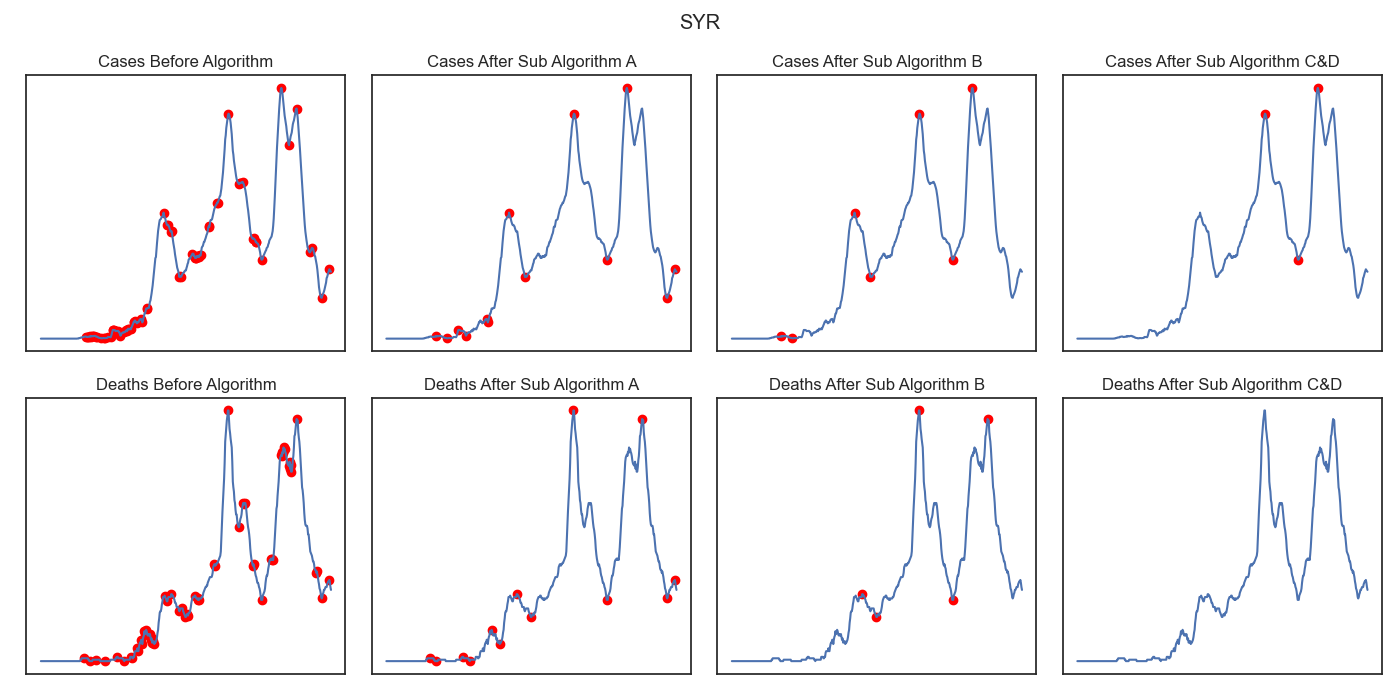 SYR
Cases Before Algorithm
Cases After Sub Algorithm A
Cases After Sub Algorithm B
Cases After Sub Algorithm C&D
Deaths Before Algorithm
Deaths After Sub Algorithm A
Deaths After Sub Algorithm B
Deaths After Sub Algorithm C&D